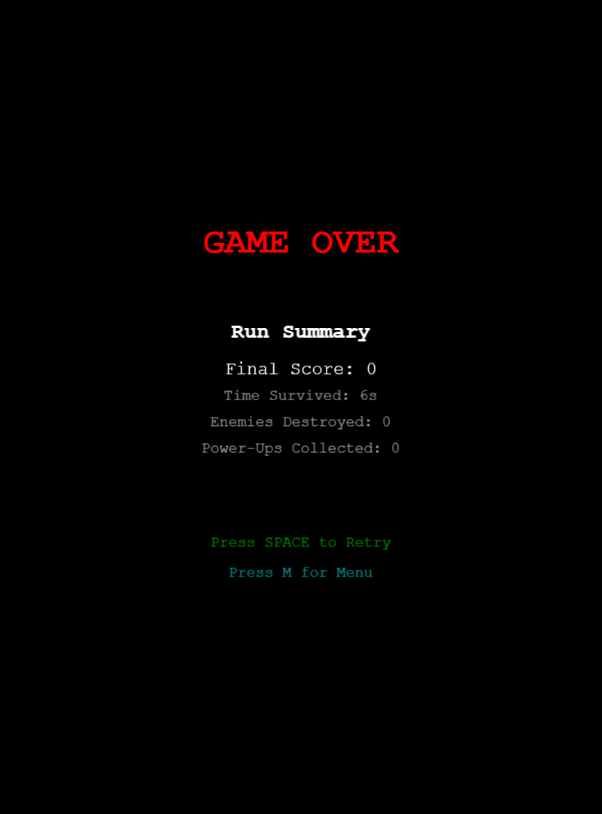 GAME OVER
Run Summary
Final Score: 0
Time Survived: 6s
Enemies Destroyed: 0
Power-Ups Collected: 0
Press SPACE to Retry
Press M for Menu